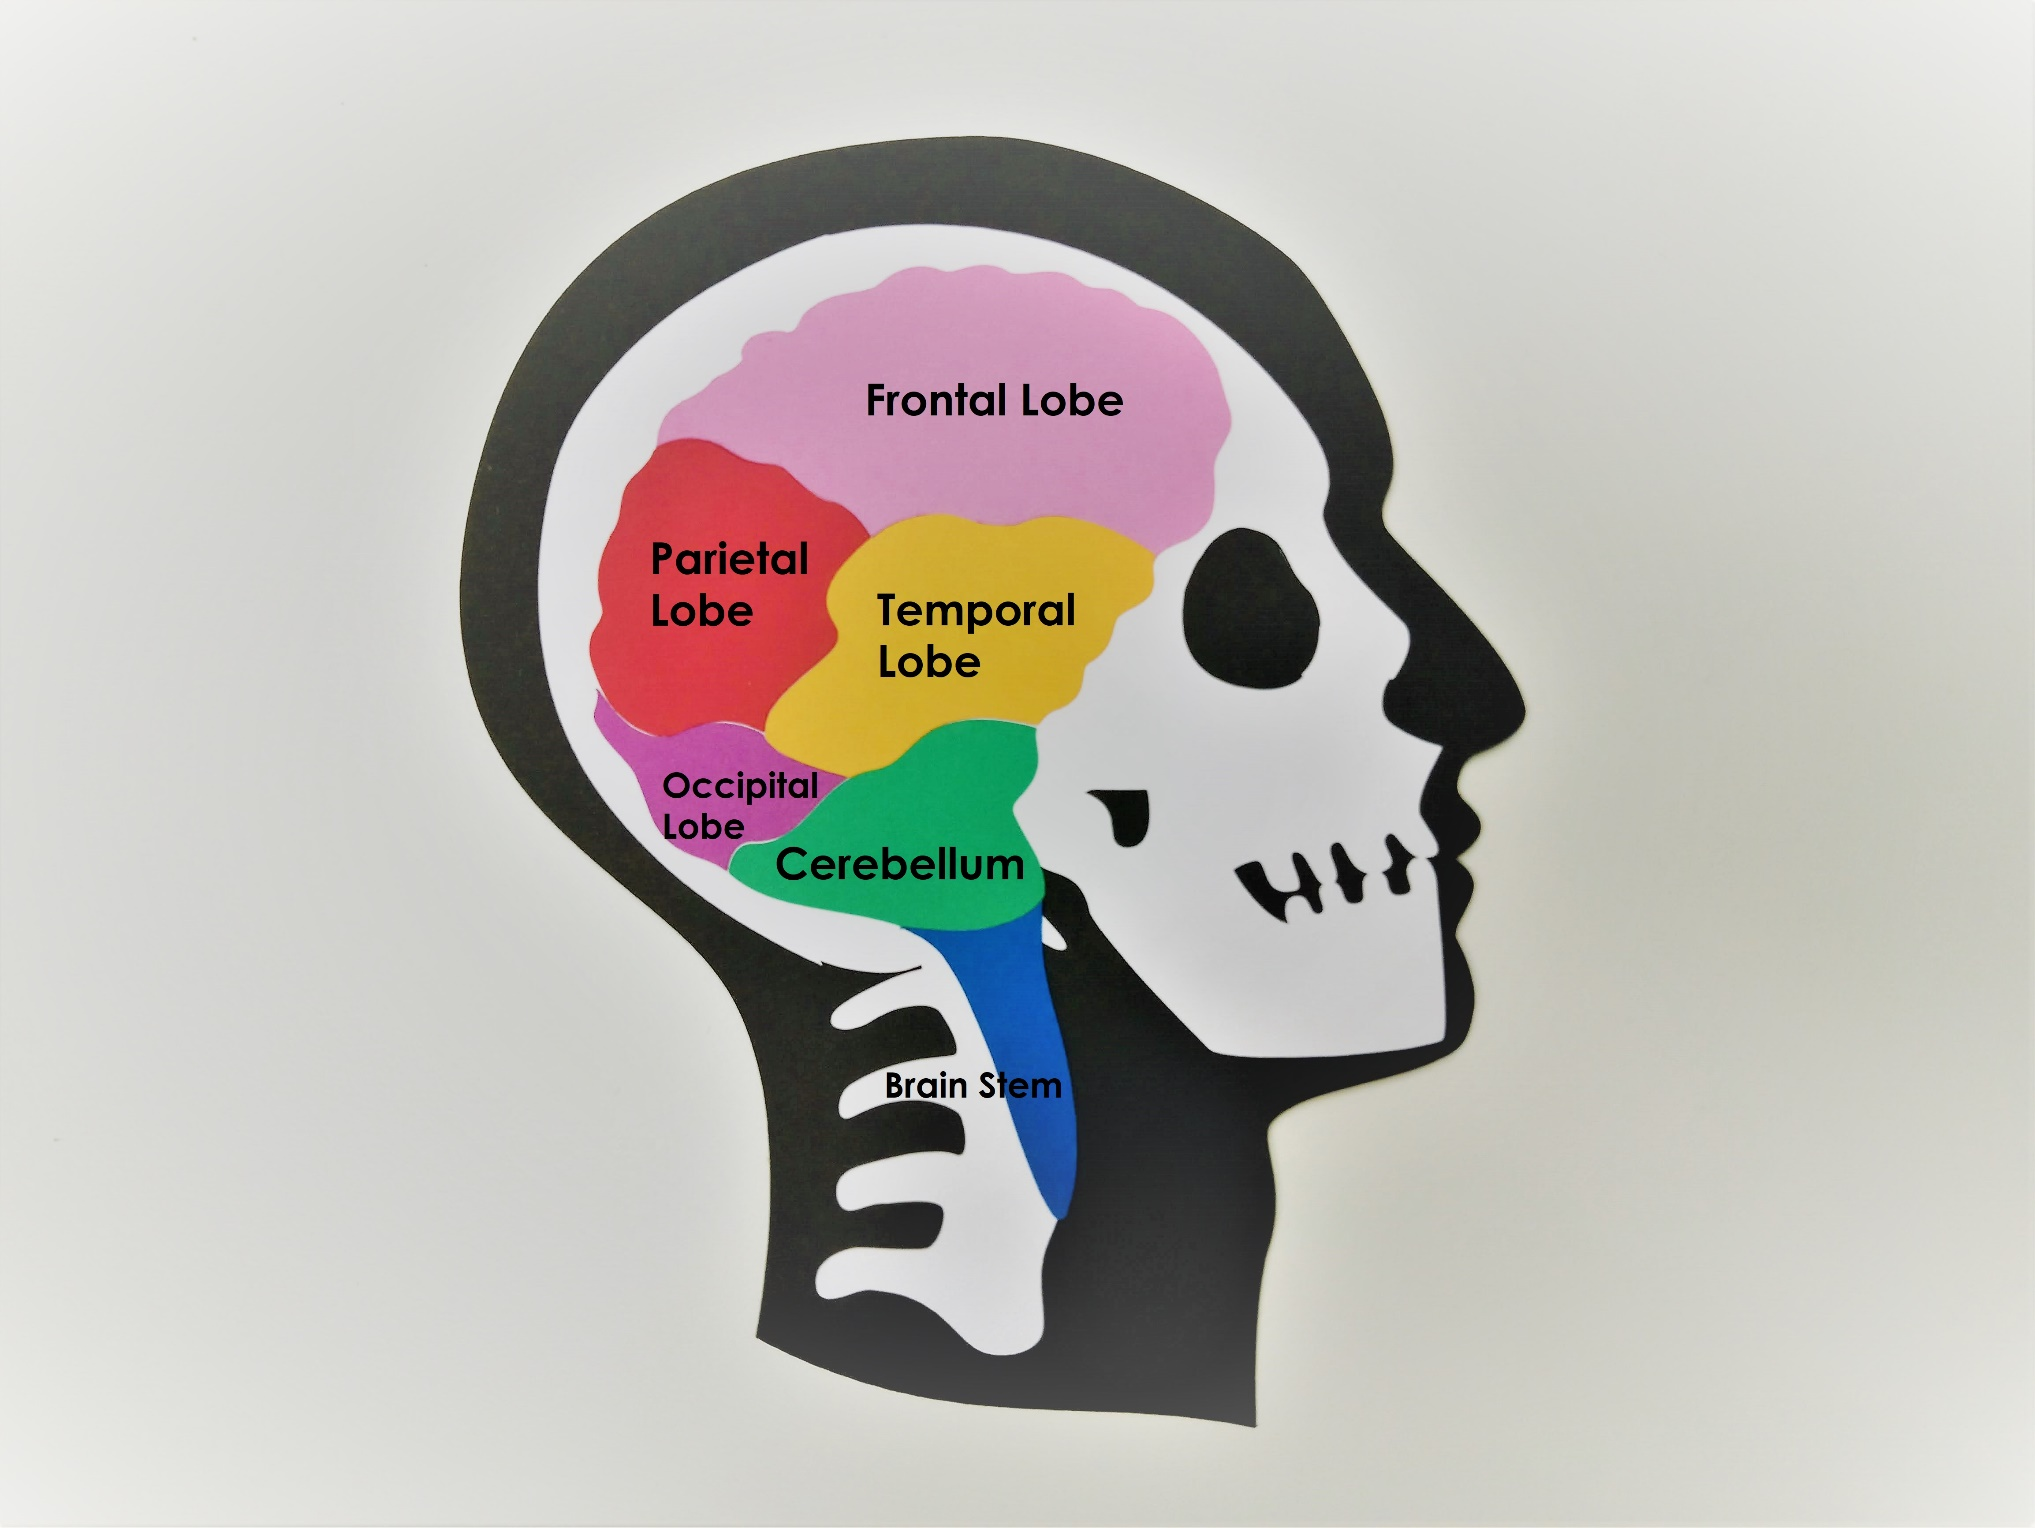 Frontal Lobe
Parietal
Lobe
Temporal
Lobe
Occipital
Lobe
Cerebellum
Brain Stem